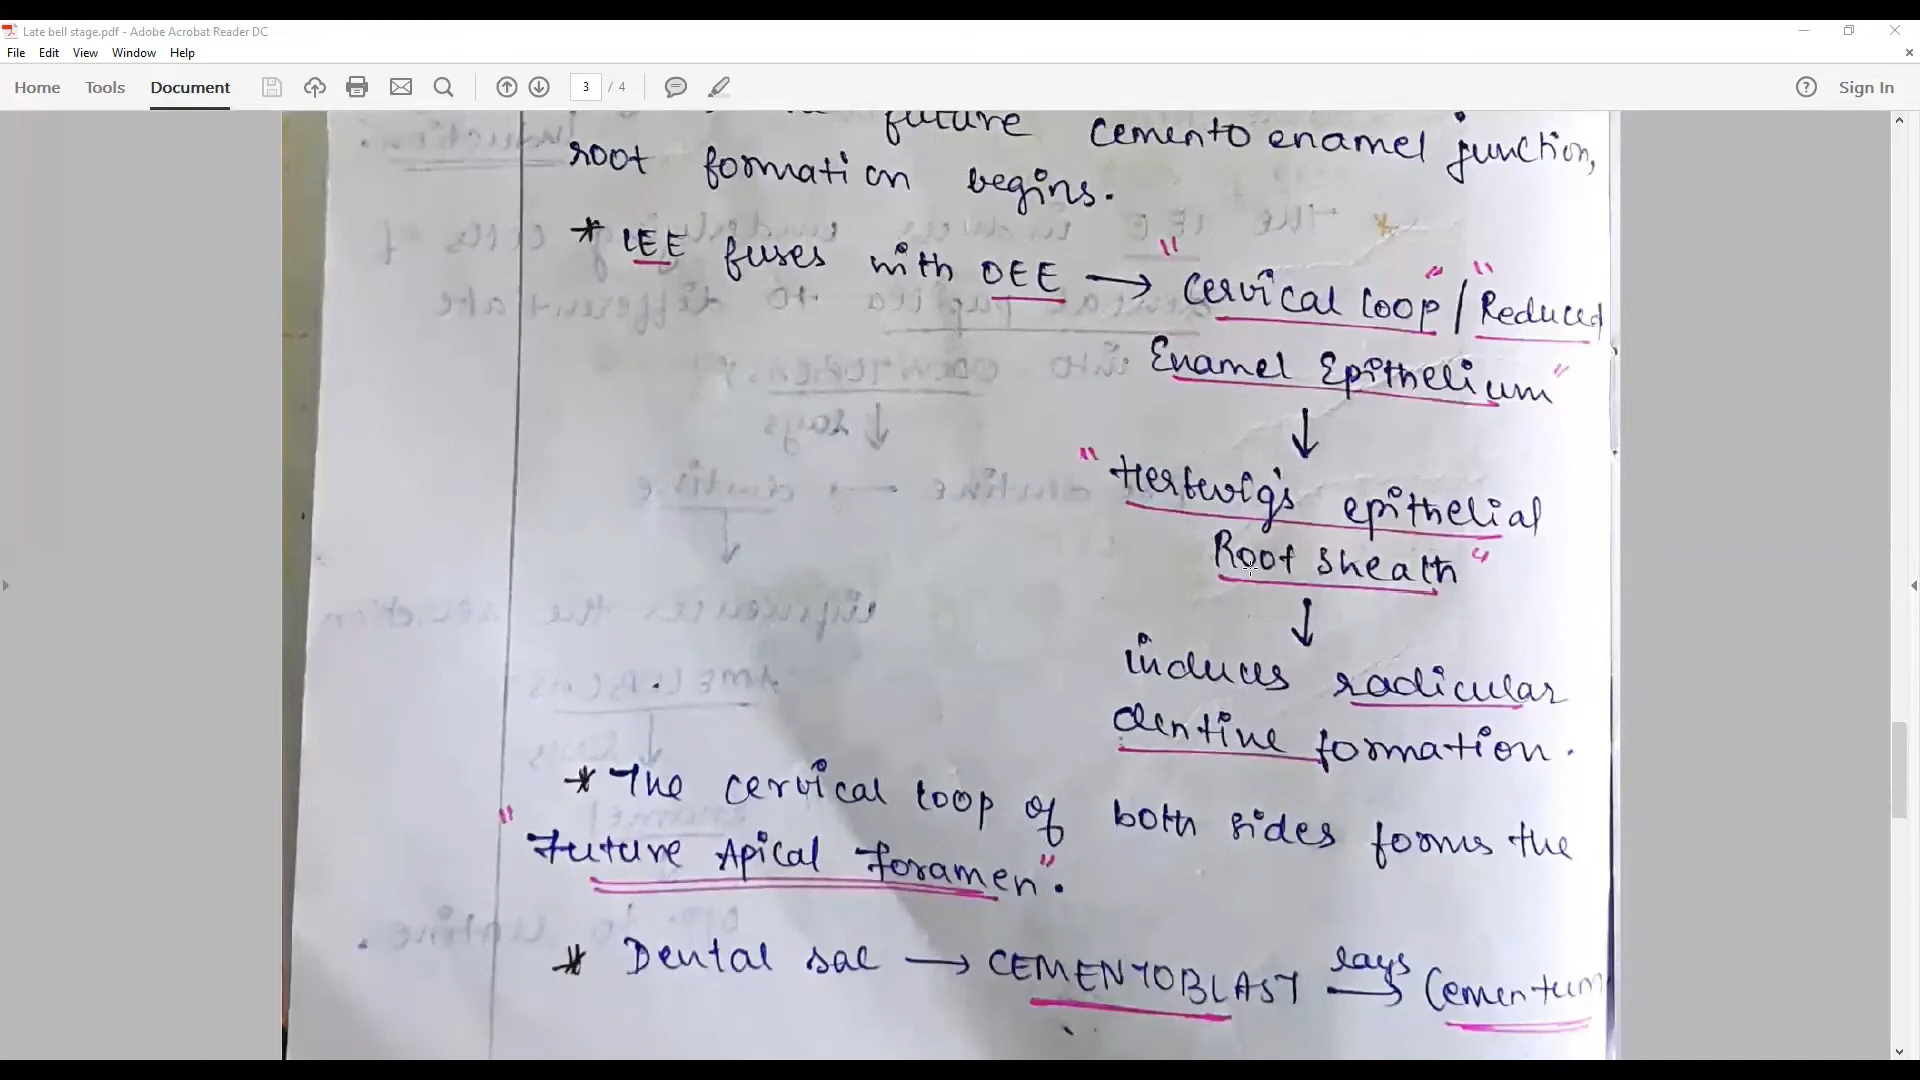 Late bell stage.pdf - Adobe Acrobat Reader DC
File Edit View Window Help
Home Tools Document 3 / 4 Sign In
future cemento enamel junction,
root formation begins.
* IEE fuses with OEE → "Cervical loop" / "Reduced
Enamel Epithelium"
↓
"Hertwig's epithelial
Root sheath"
↓
induces radicular
dentine formation.
* The cervical loop of both sides forms the
"Future Apical Foramen".
* Dental sac → CEMENTOBLAST lays → Cementum